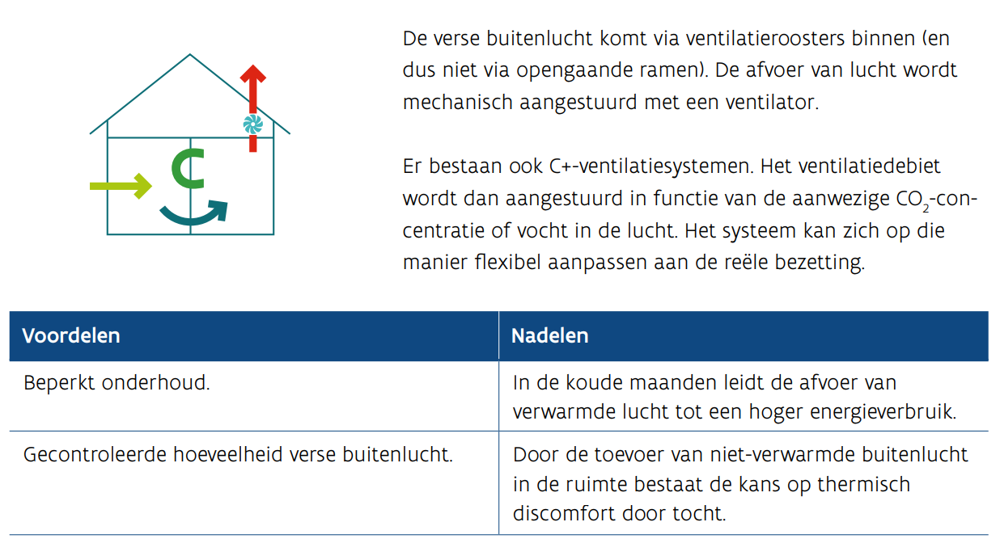 De verse buitenlucht komt via ventilatieroosters binnen (en
dus niet via opengaande ramen). De afvoer van lucht wordt
mechanisch aangestuurd met een ventilator.
C
Er bestaan ook C+-ventilatiesystemen. Het ventilatiedebiet
wordt dan aangestuurd in functie van de aanwezige CO₂-con-
centratie of vocht in de lucht. Het systeem kan zich op die
manier flexibel aanpassen aan de reële bezetting.
Voordelen
Nadelen
Beperkt onderhoud.
In de koude maanden leidt de afvoer van
verwarmde lucht tot een hoger energieverbruik.
Gecontroleerde hoeveelheid verse buitenlucht.
Door de toevoer van niet-verwarmde buitenlucht
in de ruimte bestaat de kans op thermisch
discomfort door tocht.